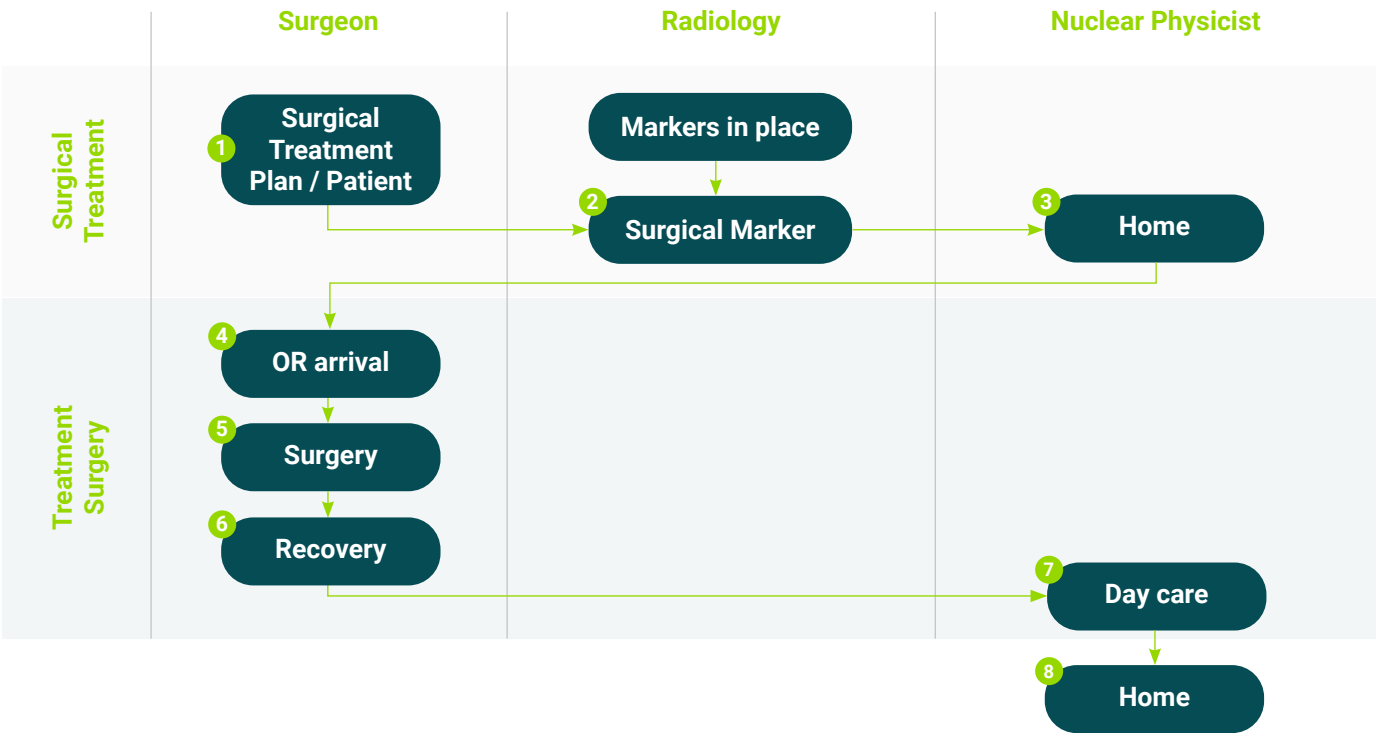 Surgeon
Radiology
Nuclear Physicist
Surgical
Treatment
1
Surgical
Treatment
Plan / Patient
Markers in place
2
Surgical Marker
3
Home
Treatment
Surgery
4
OR arrival
5
Surgery
6
Recovery
7
Day care
8
Home